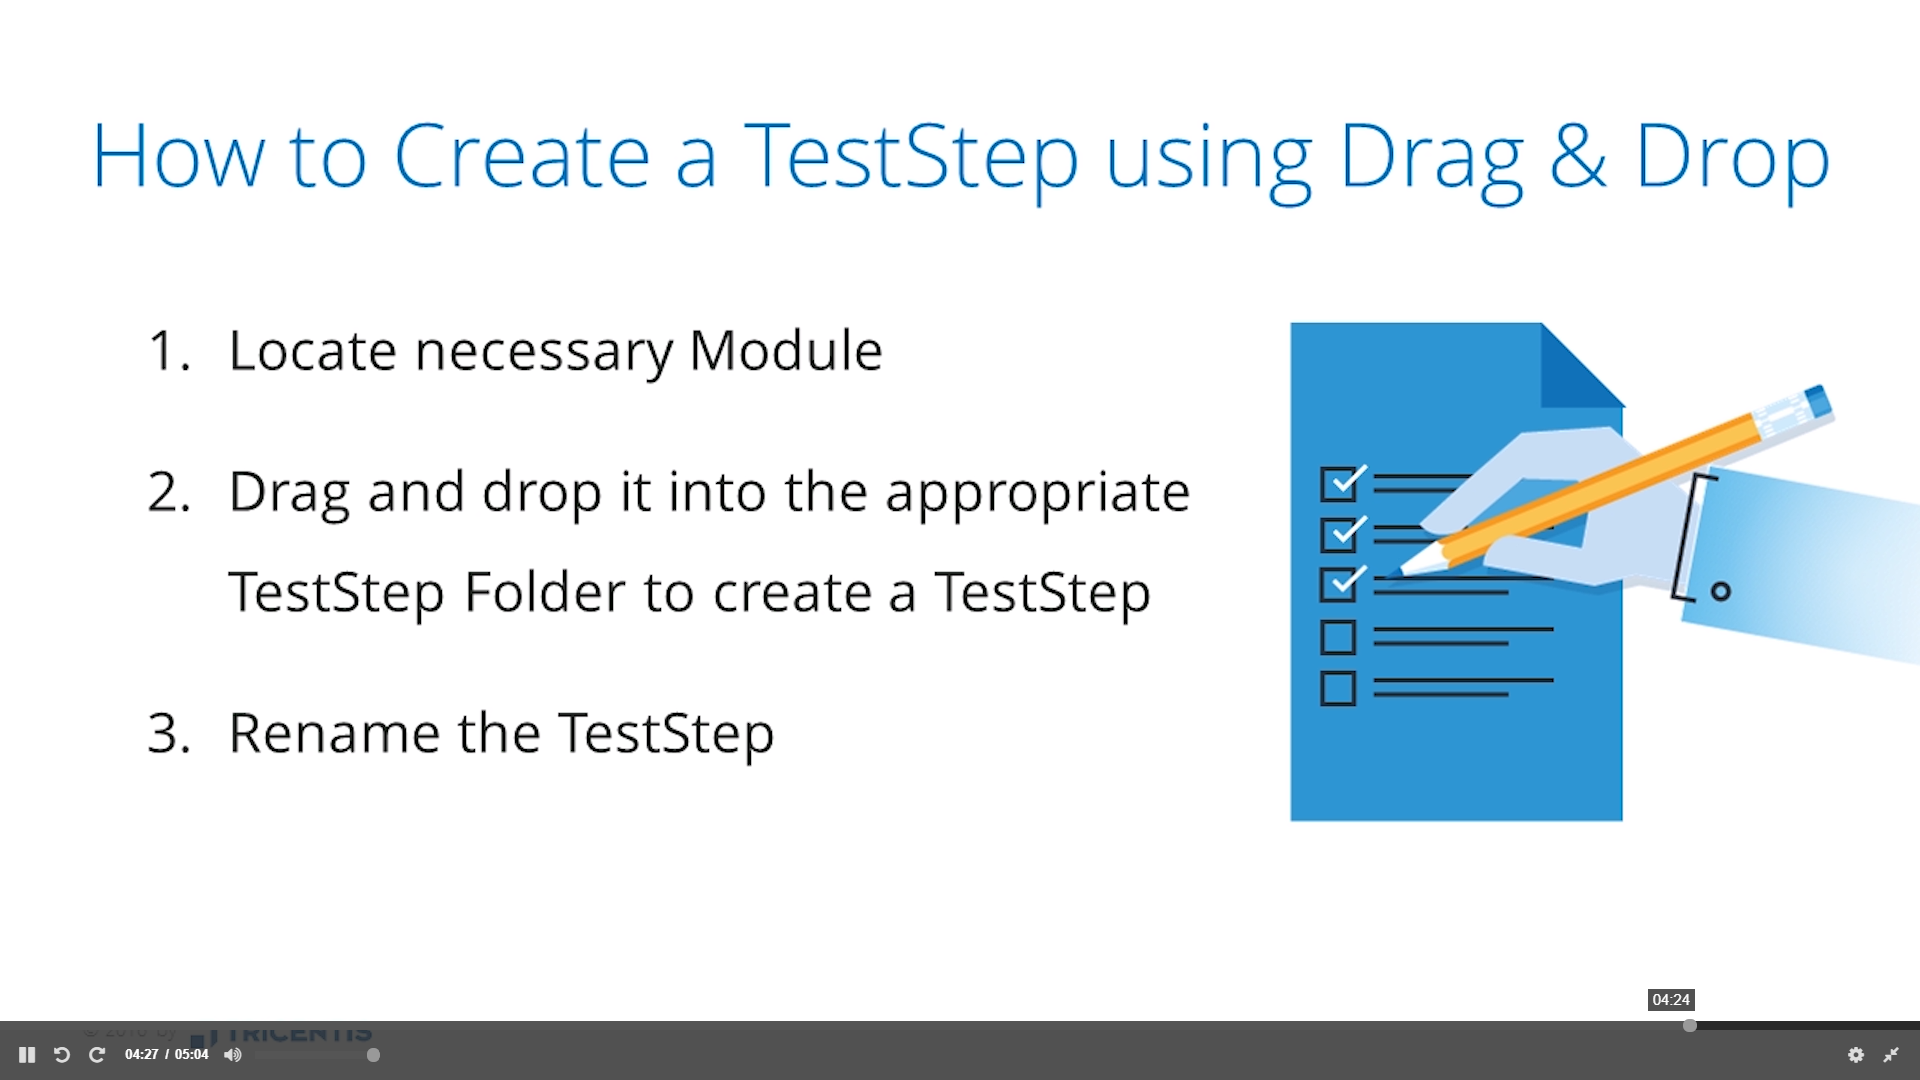 How to Create a TestStep using Drag & Drop
1. Locate necessary Module
2. Drag and drop it into the appropriate
TestStep Folder to create a TestStep
3. Rename the TestStep
04:24
TRICENTIS
04:27 / 05:04